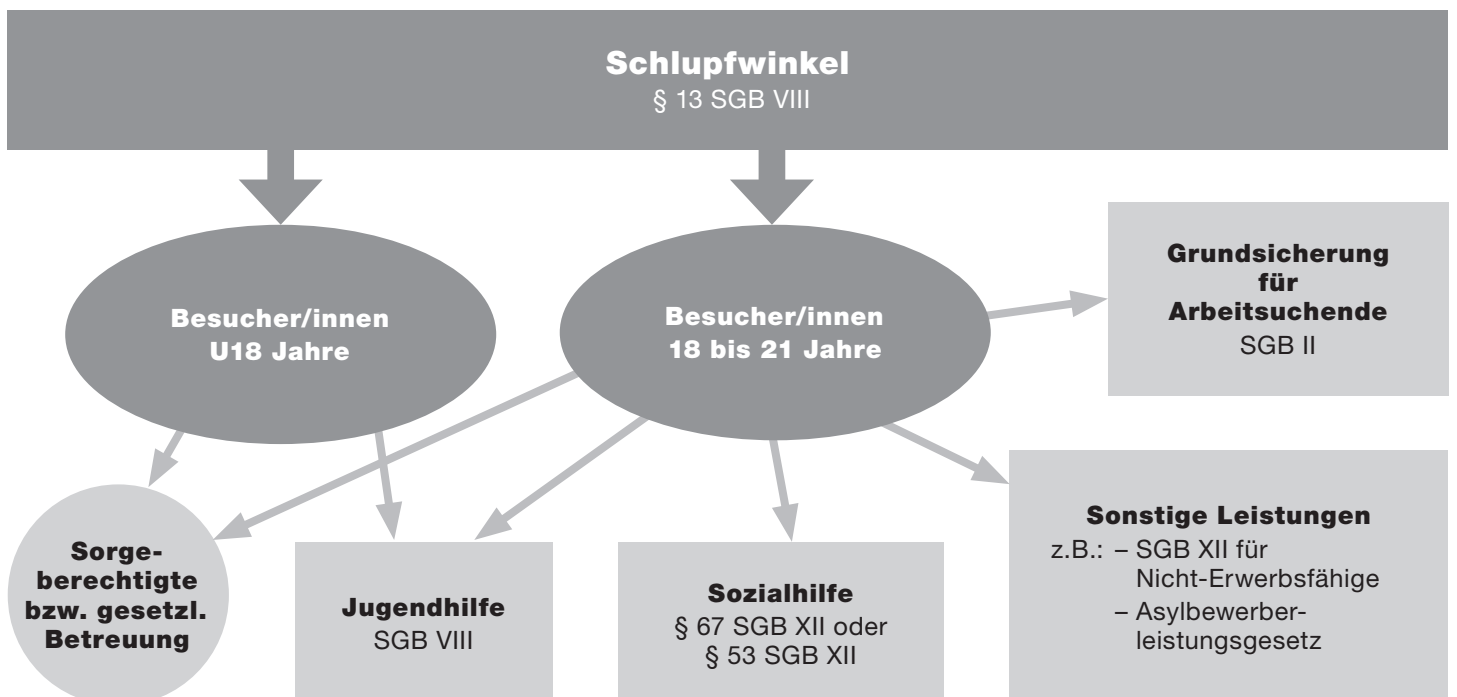 Schlupfwinkel
§ 13 SGB VIII
Besucher/innen
U18 Jahre
Besucher/innen
18 bis 21 Jahre
Grundsicherung
für
Arbeitsuchende
SGB II
Sorge-
berechtigte
bzw. gesetzl.
Betreuung
Jugendhilfe
SGB VIII
Sozialhilfe
§ 67 SGB XII oder
§ 53 SGB XII
Sonstige Leistungen
z.B.: – SGB XII für
Nicht-Erwerbsfähige
– Asylbewerber-
leistungsgesetz